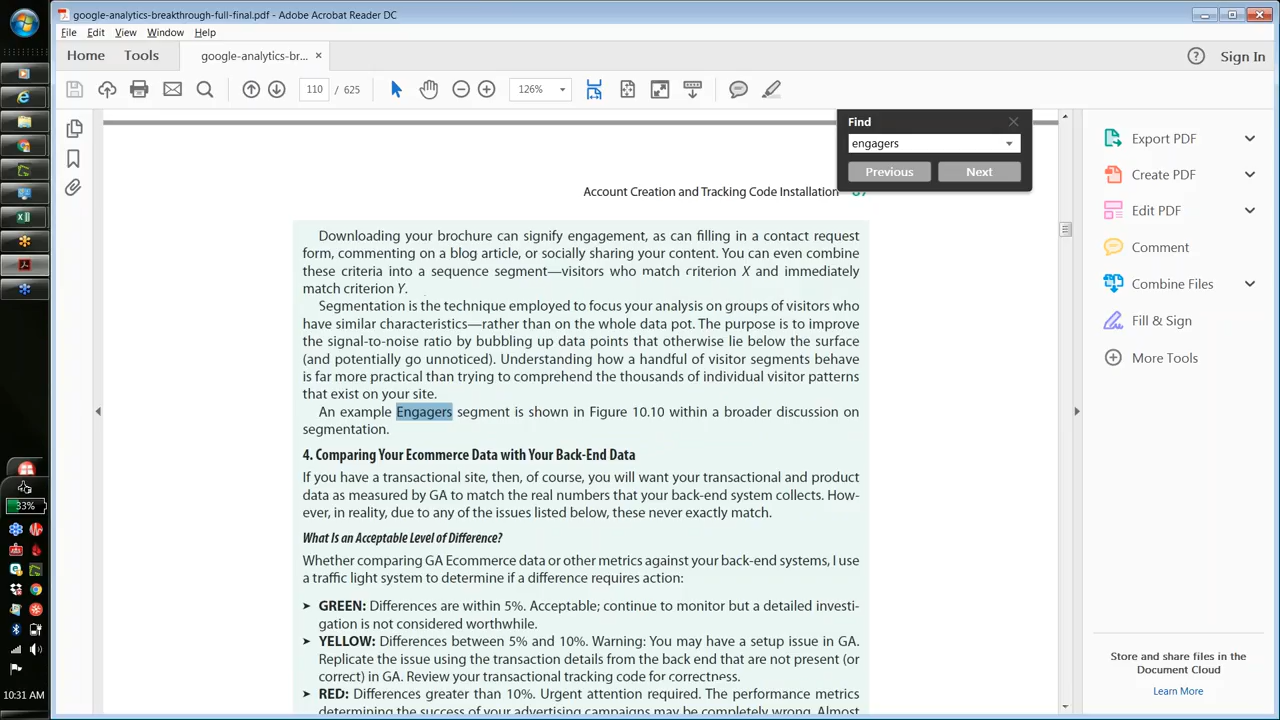 google-analytics-breakthrough-full-final.pdf - Adobe Acrobat Reader DC
File Edit View Window Help
Home Tools google-analytics-br... × Sign In
110 / 625 126%
Find
engagers
Previous Next
Account Creation and Tracking Code Installation
Downloading your brochure can signify engagement, as can filling in a contact request
form, commenting on a blog article, or socially sharing your content. You can even combine
these criteria into a sequence segment—visitors who match criterion X and immediately
match criterion Y.
Segmentation is the technique employed to focus your analysis on groups of visitors who
have similar characteristics—rather than on the whole data pot. The purpose is to improve
the signal-to-noise ratio by bubbling up data points that otherwise lie below the surface
(and potentially go unnoticed). Understanding how a handful of visitor segments behave
is far more practical than trying to comprehend the thousands of individual visitor patterns
that exist on your site.
An example Engagers segment is shown in Figure 10.10 within a broader discussion on
segmentation.
4. Comparing Your Ecommerce Data with Your Back-End Data
If you have a transactional site, then, of course, you will want your transactional and product
data as measured by GA to match the real numbers that your back-end system collects. How-
ever, in reality, due to any of the issues listed below, these never exactly match.
What Is an Acceptable Level of Difference?
Whether comparing GA Ecommerce data or other metrics against your back-end systems, I use
a traffic light system to determine if a difference requires action:
➤ GREEN: Differences are within 5%. Acceptable; continue to monitor but a detailed investi-
gation is not considered worthwhile.
➤ YELLOW: Differences between 5% and 10%. Warning: You may have a setup issue in GA.
Replicate the issue using the transaction details from the back end that are not present (or
correct) in GA. Review your transactional tracking code for correctness.
➤ RED: Differences greater than 10%. Urgent attention required. The performance metrics
determining the success of your advertising campaigns may be completely wrong. Almost
Export PDF
Create PDF
Edit PDF
Comment
Combine Files
Fill & Sign
More Tools
Store and share files in the
Document Cloud
Learn More
33%
10:31 AM